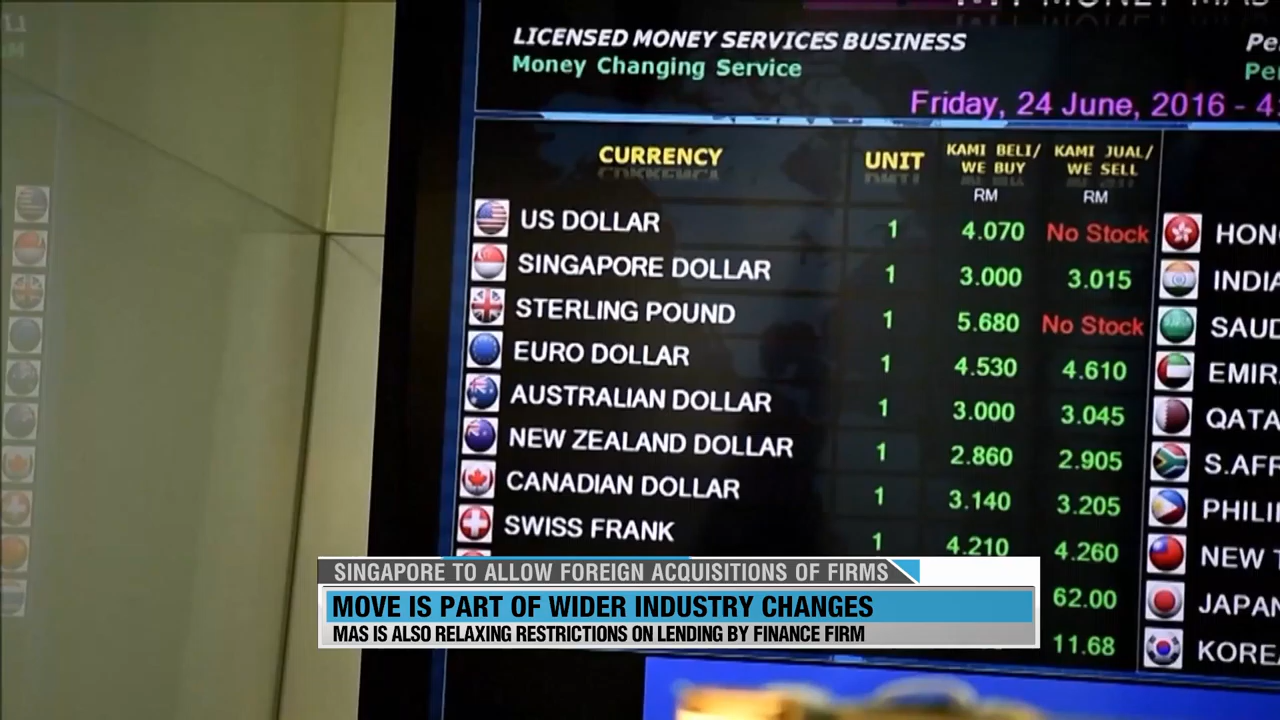 LICENSED MONEY SERVICES BUSINESS
Money Changing Service
Friday, 24 June, 2016 - 4
CURRENCY UNIT KAMI BELI/ WE BUY RM KAMI JUAL/ WE SELL RM
US DOLLAR 1 4.070 No Stock
SINGAPORE DOLLAR 1 3.000 3.015
STERLING POUND 1 5.680 No Stock
EURO DOLLAR 1 4.530 4.610
AUSTRALIAN DOLLAR 1 3.000 3.045
NEW ZEALAND DOLLAR 1 2.860 2.905
CANADIAN DOLLAR 1 3.140 3.205
SWISS FRANK 1 4.210 4.260
62.00
11.68
HON
INDIA
SAUD
EMIR
QATA
S.AFR
PHILI
NEW T
JAPAN
KOREA
SINGAPORE TO ALLOW FOREIGN ACQUISITIONS OF FIRMS
MOVE IS PART OF WIDER INDUSTRY CHANGES
MAS IS ALSO RELAXING RESTRICTIONS ON LENDING BY FINANCE FIRM